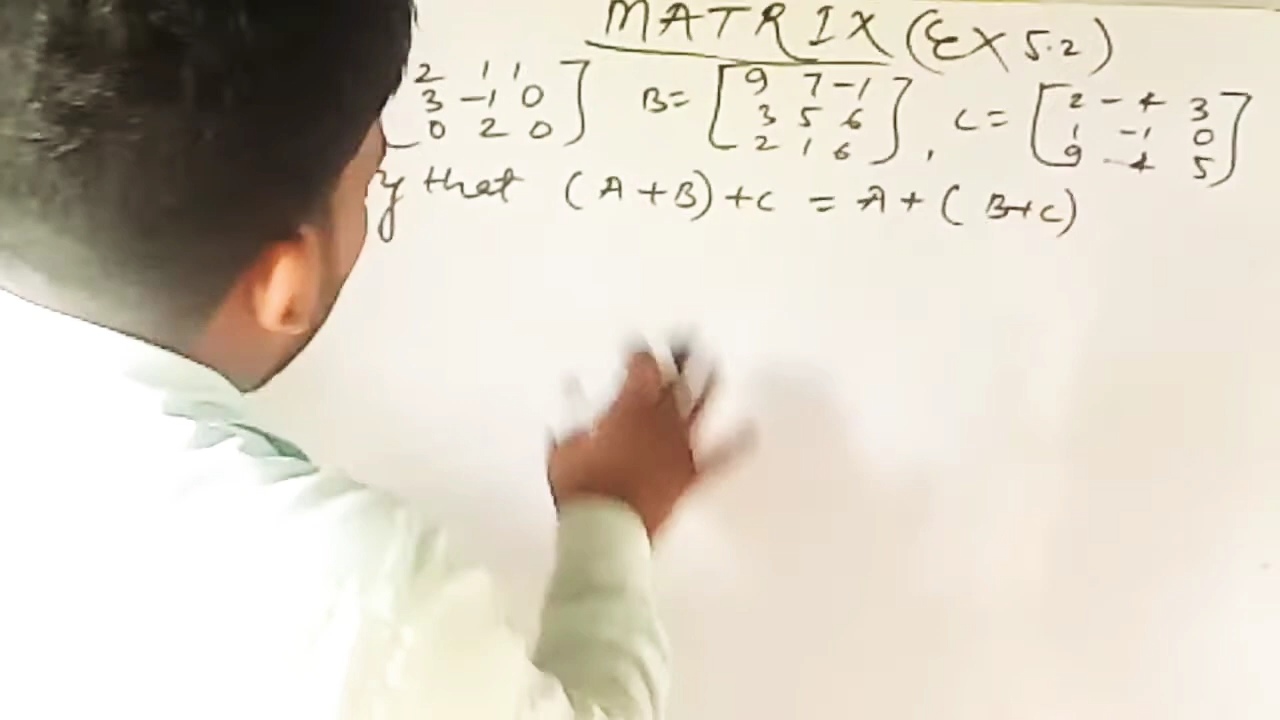 MATRIX (EX 5.2)
2 1 1
3 -1 0
0 2 0
B= [9 7 -1
3 5 6
2 1 6],
C= [2 -4 3
1 -1 0
9 -4 5]
y that (A+B)+C = A+(B+C)